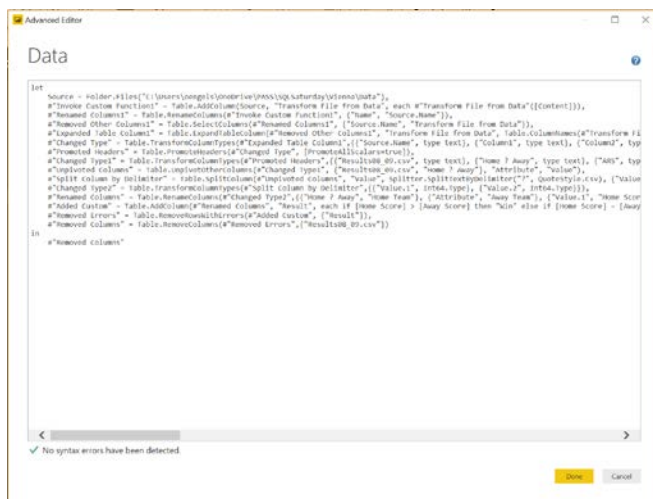 Advanced Editor
Data
let
Source = Folder.Files("C:\Users\nengels\OneDrive\PASS\SQLSaturday\Vienna\Data"),
#"Invoke Custom Function1" = Table.AddColumn(Source, "Transform File from Data", each #"Transform File from Data"([Content])),
#"Renamed Columns1" = Table.RenameColumns(#"Invoke Custom Function1", {"Name", "Source.Name"}),
#"Removed Other Columns1" = Table.SelectColumns(#"Renamed Columns1", {"Source.Name", "Transform File from Data"}),
#"Expanded Table Column1" = Table.ExpandTableColumn(#"Removed Other Columns1", "Transform File from Data", Table.ColumnNames(#"Transform Fi
#"Changed Type" = Table.TransformColumnTypes(#"Expanded Table Column1",{{"Source.Name", type text}, {"Column1", type text}, {"Column2", typ
#"Promoted Headers" = Table.PromoteHeaders(#"Changed Type", [PromoteAllScalars=true]),
#"Changed Type1" = Table.TransformColumnTypes(#"Promoted Headers",{{"Results08_09.csv", type text}, {"Home ? Away", type text}, {"ARS", typ
#"Unpivoted Columns" = Table.UnpivotOtherColumns(#"Changed Type1", {"Results08_09.csv", "Home ? Away"}, "Attribute", "Value"),
#"Split Column by Delimiter" = Table.SplitColumn(#"Unpivoted Columns", "Value", Splitter.SplitTextByDelimiter("?", QuoteStyle.Csv), {"Value
#"Changed Type2" = Table.TransformColumnTypes(#"Split Column by Delimiter",{{"Value.1", Int64.Type}, {"Value.2", Int64.Type}}),
#"Renamed Columns" = Table.RenameColumns(#"Changed Type2",{{"Home ? Away", "Home Team"}, {"Attribute", "Away Team"}, {"Value.1", "Home Scor
#"Added Custom" = Table.AddColumn(#"Renamed Columns", "Result", each if [Home Score] > [Away Score] then "Win" else if [Home Score] = [Away
#"Removed Errors" = Table.RemoveRowsWithErrors(#"Added Custom", {"Result"}),
#"Removed Columns" = Table.RemoveColumns(#"Removed Errors",{"Results08_09.csv"})
in
#"Removed Columns"
No syntax errors have been detected.
Done Cancel